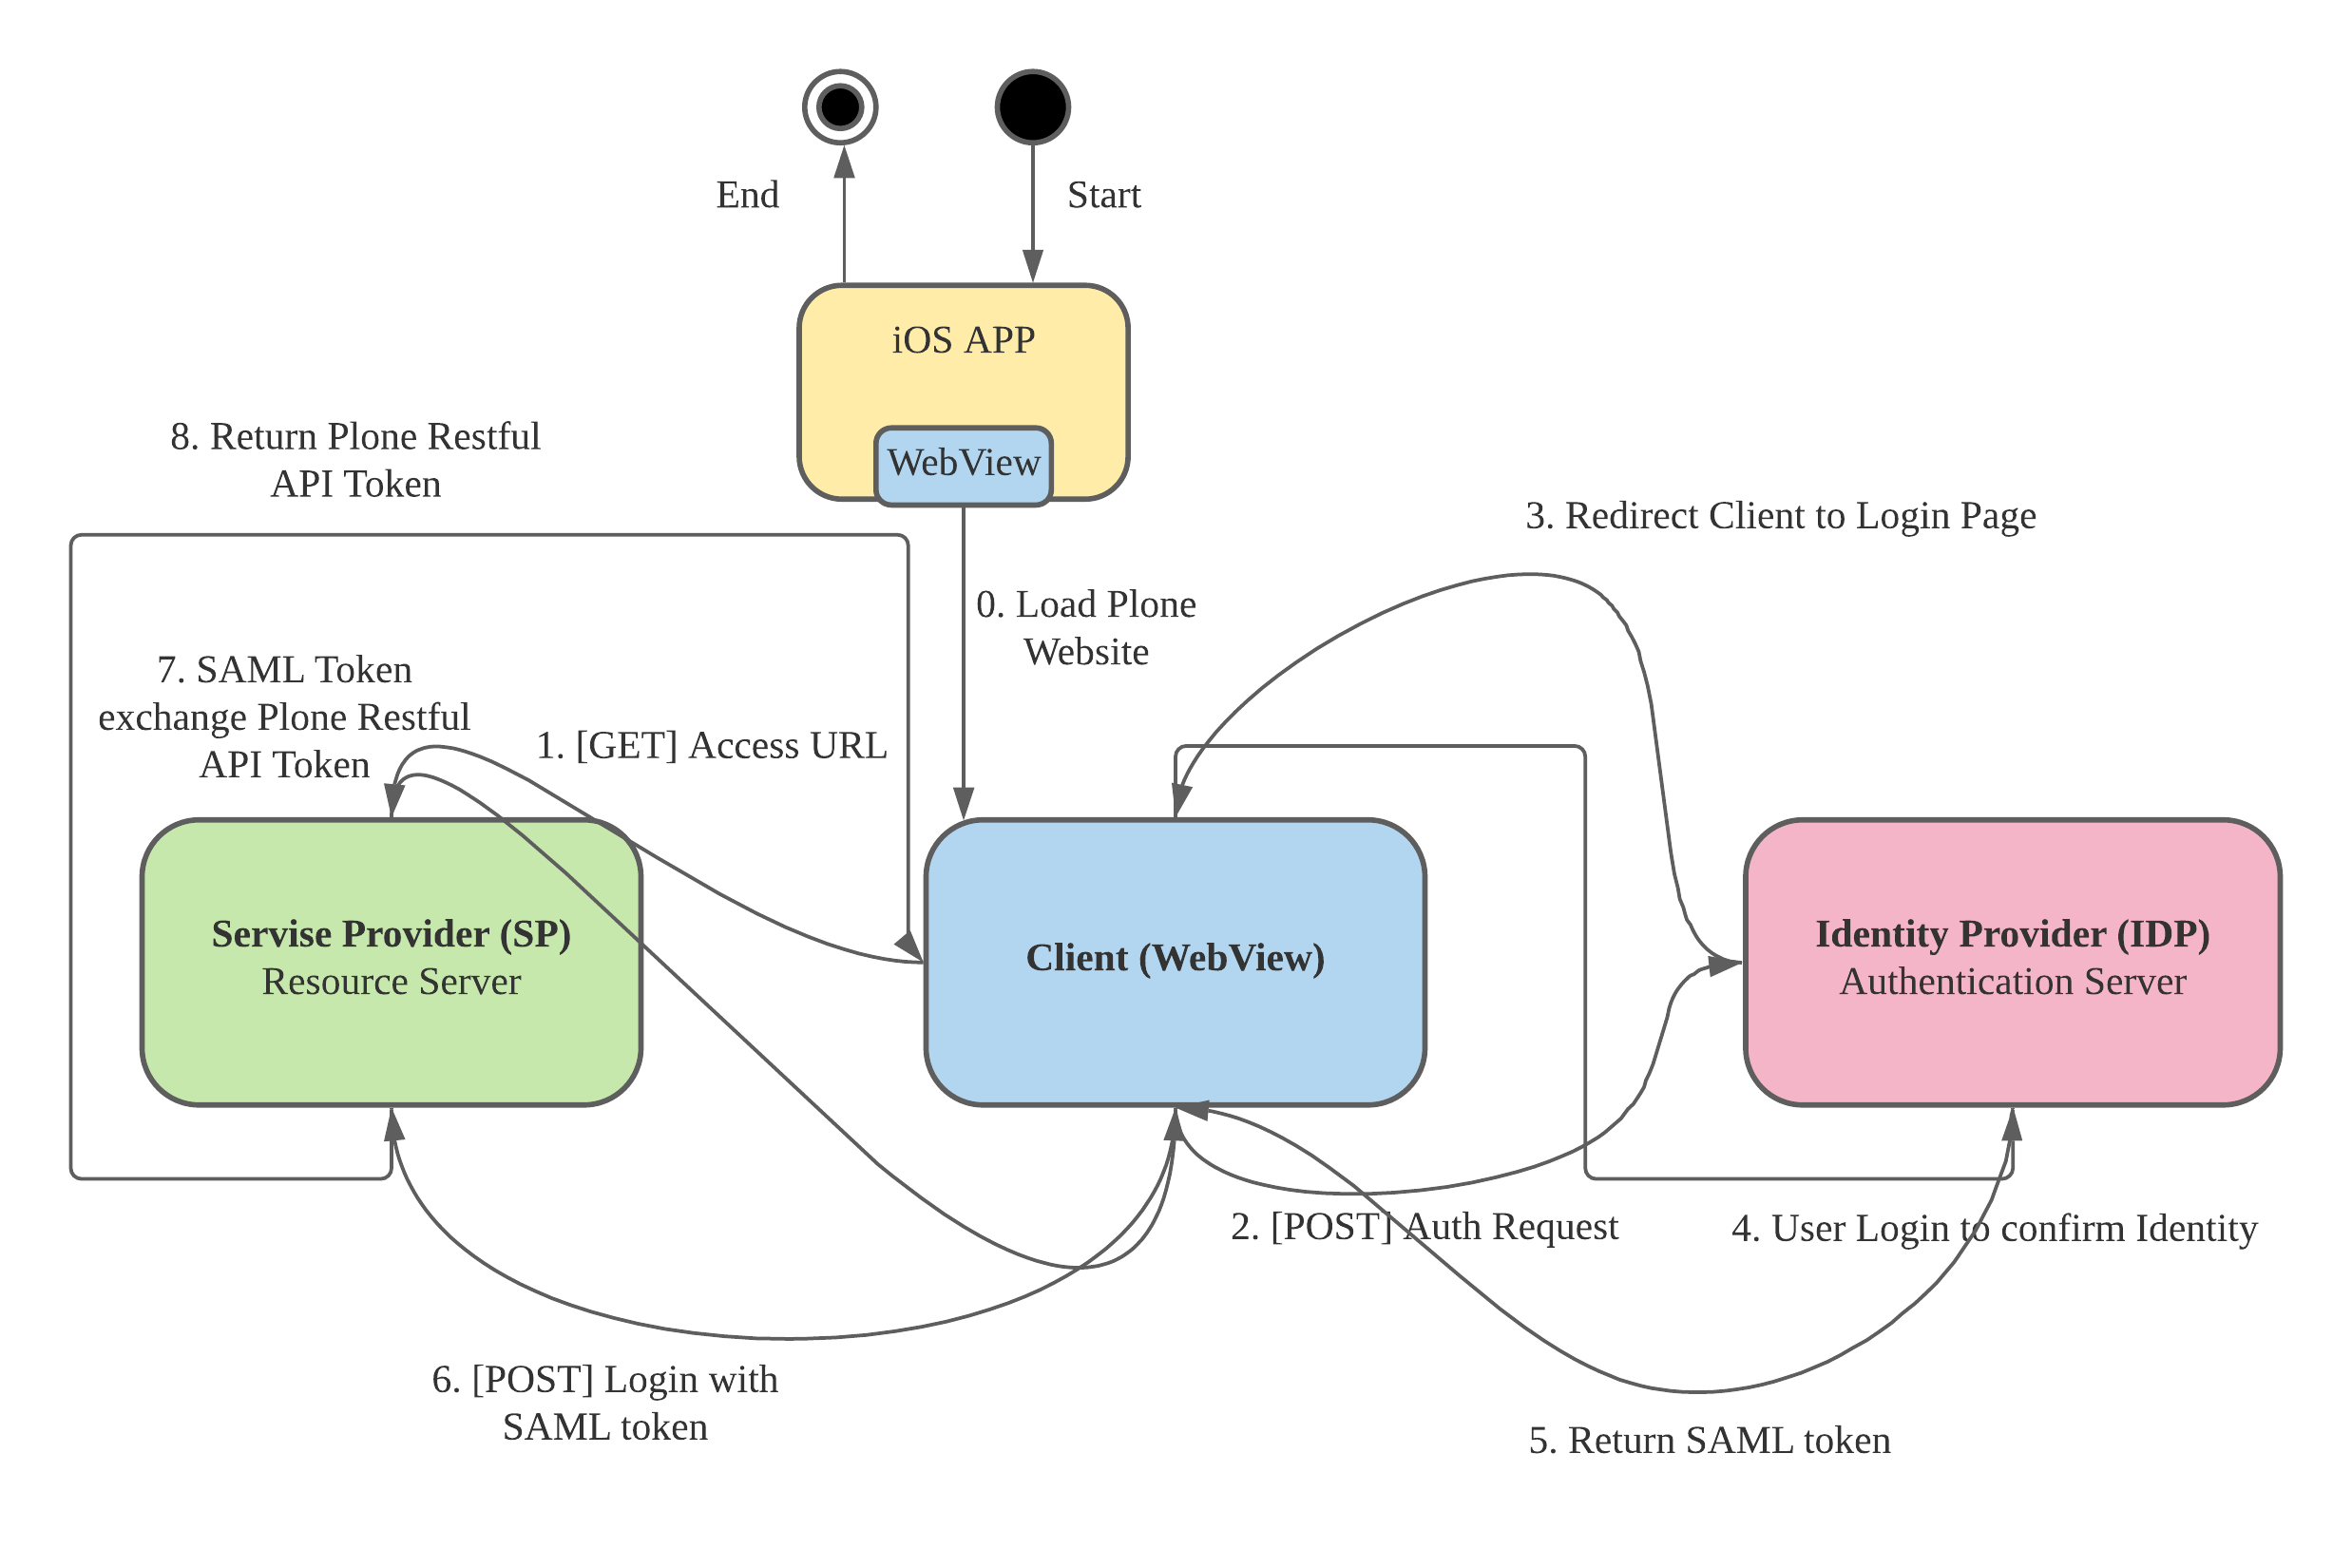 End
Start
iOS APP
WebView
8. Return Plone Restful
API Token
3. Redirect Client to Login Page
0. Load Plone
Website
7. SAML Token
exchange Plone Restful
API Token
1. [GET] Access URL
Servise Provider (SP)
Resource Server
Client (WebView)
Identity Provider (IDP)
Authentication Server
2. [POST] Auth Request
4. User Login to confirm Identity
6. [POST] Login with
SAML token
5. Return SAML token